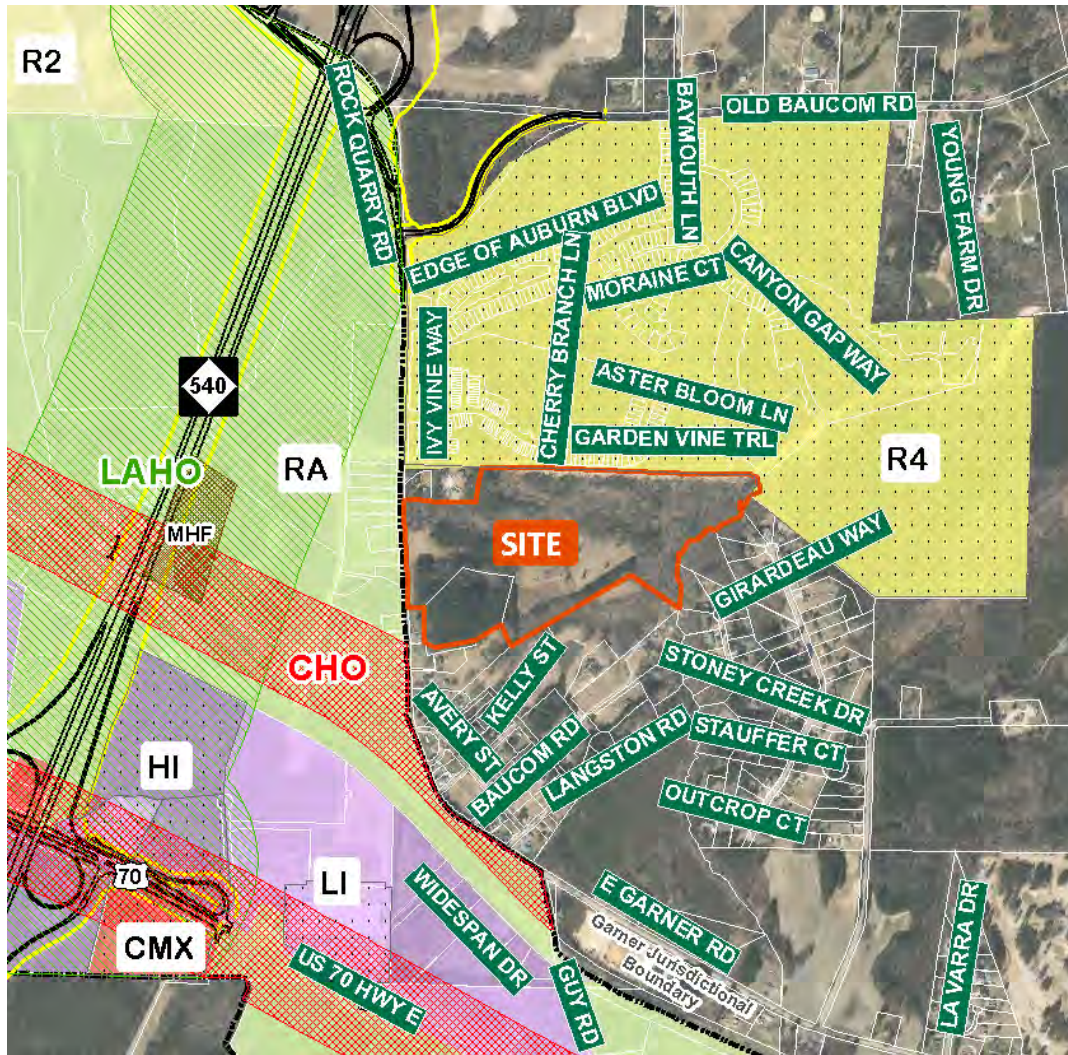 R2
ROCK QUARRY RD
BAYMOUTH LN
OLD BAUCOM RD
YOUNG FARM DR
EDGE OF AUBURN BLVD
CHERRY BRANCH LN
MORAINE CT
CANYON GAP WAY
IVY VINE WAY
540
ASTER BLOOM LN
GARDEN VINE TRL
LAHO
RA
R4
MHF
SITE
GIRARDEAU WAY
CHO
KELLY ST
STONEY CREEK DR
AVERY ST
BAUCOM RD
LANGSTON RD
STAUFFER CT
HI
OUTCROP CT
70
LI
WIDESPAN DR
E GARNER RD
Garner Jurisdictional
Boundary
LA VARRA DR
CMX
US 70 HWY E
GUY RD